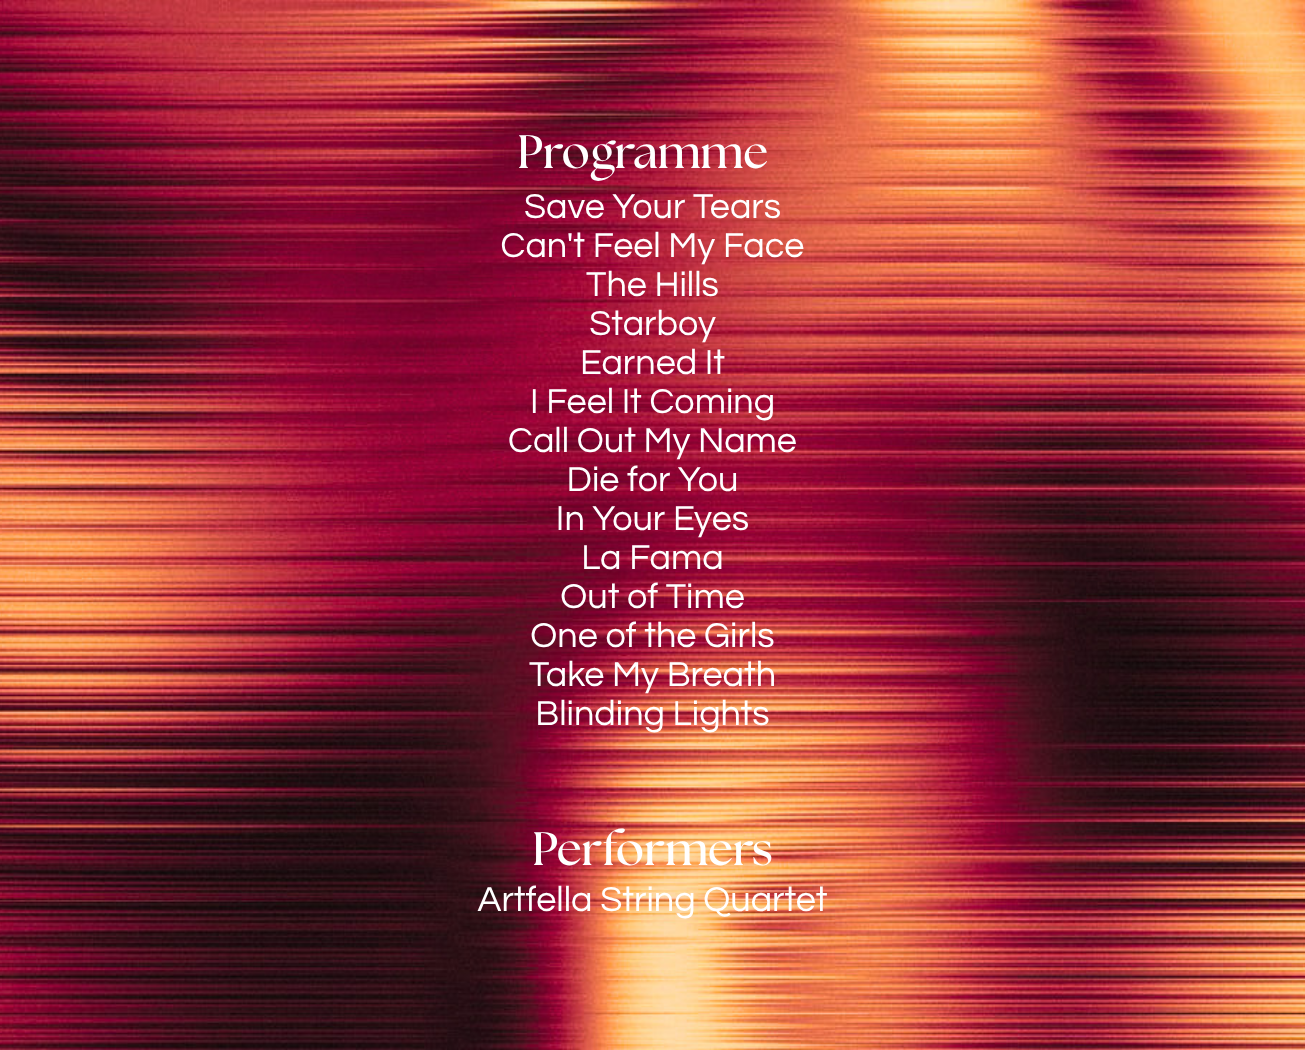 Programme
Save Your Tears
Can't Feel My Face
The Hills
Starboy
Earned It
I Feel It Coming
Call Out My Name
Die for You
In Your Eyes
La Fama
Out of Time
One of the Girls
Take My Breath
Blinding Lights
Performers
Artfella String Quartet